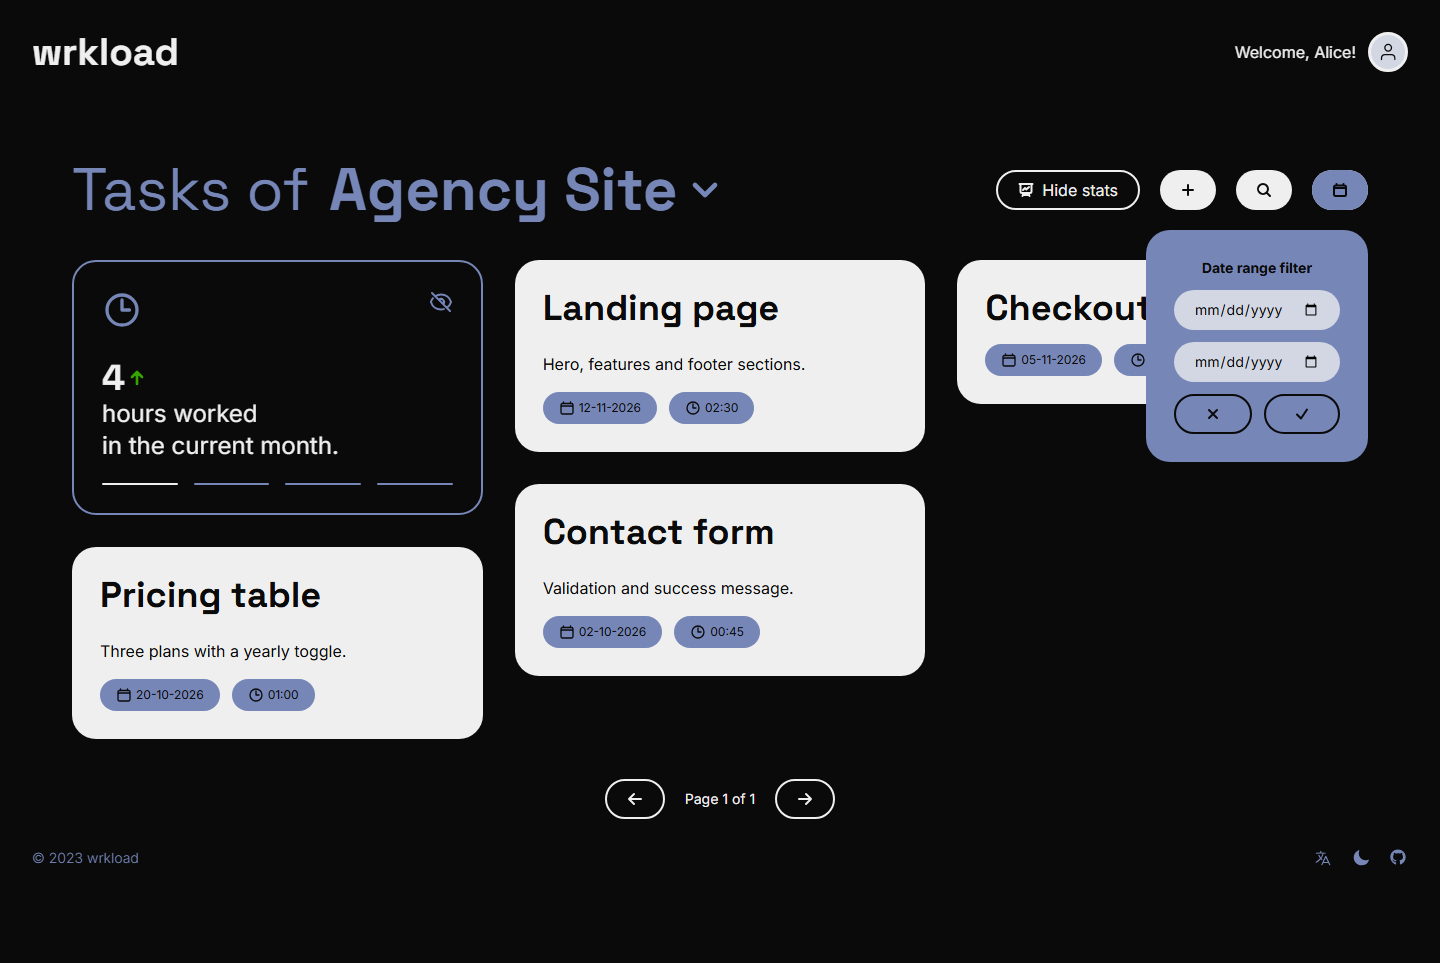 wrkload
Welcome, Alice!
Tasks of Agency Site
Hide stats
Date range filter
mm/dd/yyyy
mm/dd/yyyy
4
hours worked
in the current month.
Landing page
Hero, features and footer sections.
12-11-2026 02:30
Checkout
05-11-2026
Contact form
Validation and success message.
02-10-2026 00:45
Pricing table
Three plans with a yearly toggle.
20-10-2026 01:00
Page 1 of 1
© 2023 wrkload